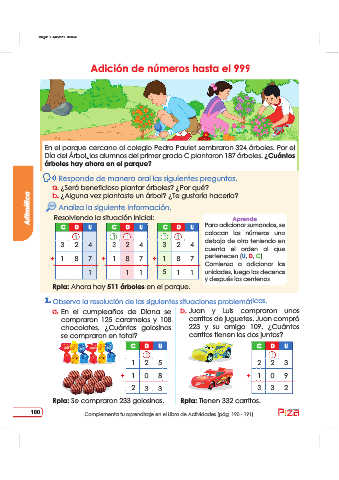 Adición de números hasta el 999
En el parque cercano al colegio Pedro Paulet sembraron 324 árboles. Por el
Día del Árbol, los alumnos del primer grado C plantaron 187 árboles. ¿Cuántos
árboles hay ahora en el parque?
Responde de manera oral las siguientes preguntas.
a. ¿Será beneficioso plantar árboles? ¿Por qué?
b. ¿Alguna vez plantaste un árbol? ¿Te gustaría hacerlo?
Analiza la siguiente información.
Resolviendo la situación inicial:
C D U C D U C D U
1 1 1 1 1
3 2 4 3 2 4 3 2 4
+ 1 8 7 + 1 8 7 + 1 8 7
1 1 1 5 1 1
Aprende
Para adicionar sumandos, se
colocan los números uno
debajo de otro teniendo en
cuenta el orden al que
pertenecen (U, D, C)
Comienza a adicionar las
unidades, luego las decenas
y después las centenas
Rpta: Ahora hay 511 árboles en el parque.
Aritmética
1. Observa la resolución de las siguientes situaciones problemáticas.
a. En el cumpleaños de Diana se
compraron 125 caramelos y 108
chocolates. ¿Cuántas golosinas
se compraron en total?
C D U
1
1 2 5
+ 1 0 8
2 3 3
Rpta: Se compraron 233 golosinas.
b. Juan y Luis compraron unos
carritos de juguetes. Juan compró
223 y su amigo 109. ¿Cuántos
carritos tienen los dos juntos?
C D U
1
2 2 3
+ 1 0 9
3 3 2
Rpta: Tienen 332 carritos.
100
Complementa tu aprendizaje en el Libro de Actividades (pág. 190 - 191)